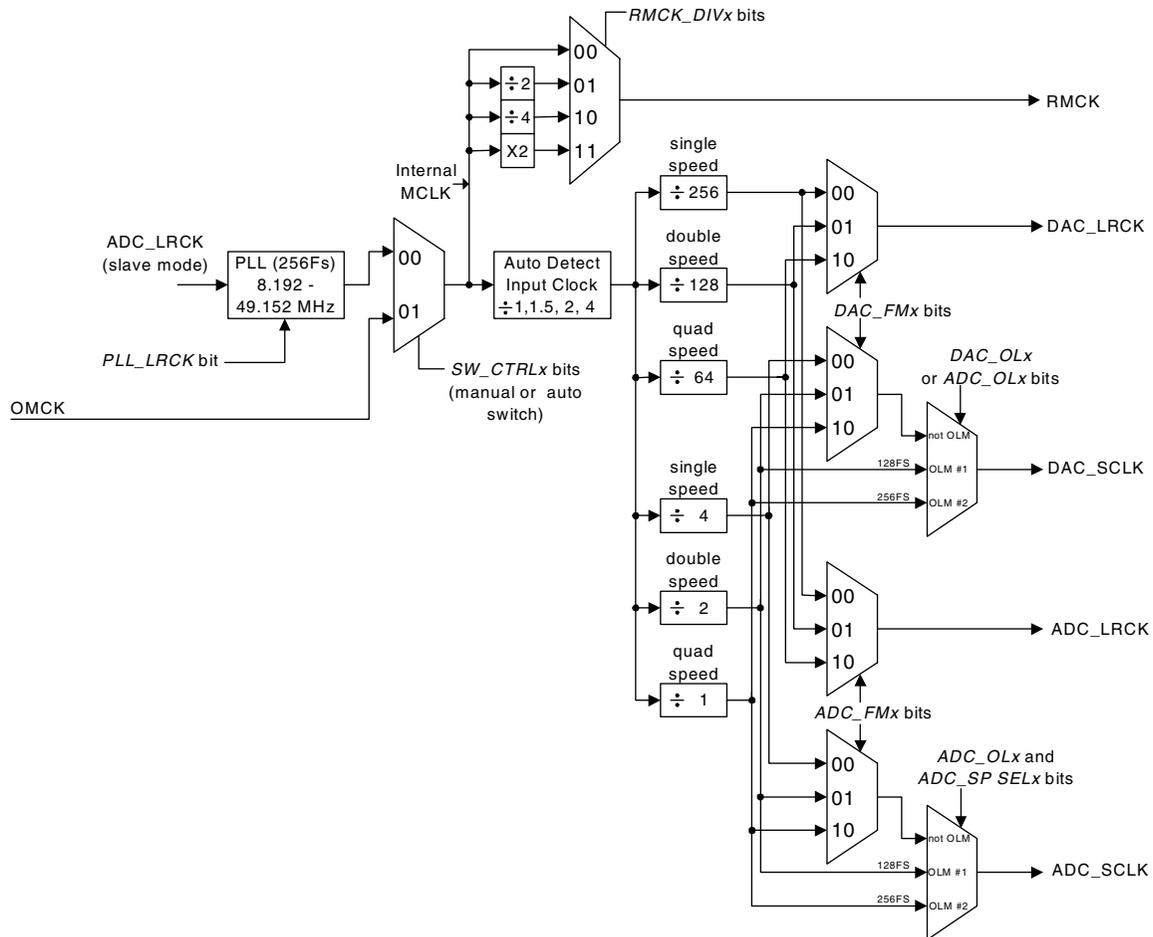 RMCK_DIVx bits
00
÷2
01
÷4
10
X2
11
RMCK
Internal
MCLK
ADC_LRCK
(slave mode)
PLL (256Fs)
8.192 -
49.152 MHz
PLL_LRCK bit
OMCK
00
01
SW_CTRLx bits
(manual or auto
switch)
Auto Detect
Input Clock
÷1,1.5, 2, 4
single
speed
÷ 256
double
speed
÷ 128
quad
speed
÷ 64
single
speed
÷ 4
double
speed
÷ 2
quad
speed
÷ 1
00
01
10
DAC_LRCK
DAC_FMx bits
00
01
10
DAC_OLx
or ADC_OLx bits
not OLM
128FS
OLM #1
256FS
OLM #2
DAC_SCLK
00
01
10
ADC_LRCK
ADC_FMx bits
00
01
10
ADC_OLx and
ADC_SP SELx bits
not OLM
128FS
OLM #1
256FS
OLM #2
ADC_SCLK